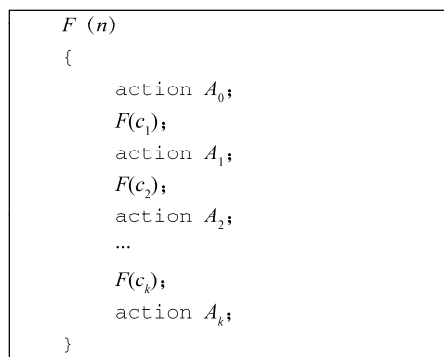 F (n)
{
action A₀;
F(c₁);
action A₁;
F(c₂);
action A₂;
...
F(cₖ);
action Aₖ;
}